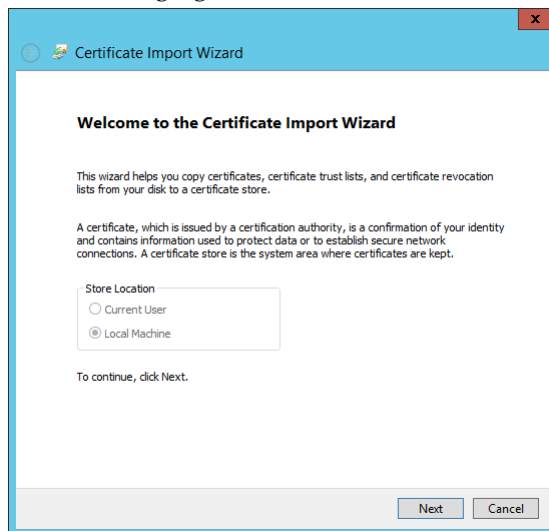 x
Certificate Import Wizard
Welcome to the Certificate Import Wizard
This wizard helps you copy certificates, certificate trust lists, and certificate revocation
lists from your disk to a certificate store.
A certificate, which is issued by a certification authority, is a confirmation of your identity
and contains information used to protect data or to establish secure network
connections. A certificate store is the system area where certificates are kept.
Store Location
Current User
Local Machine
To continue, click Next.
Next Cancel